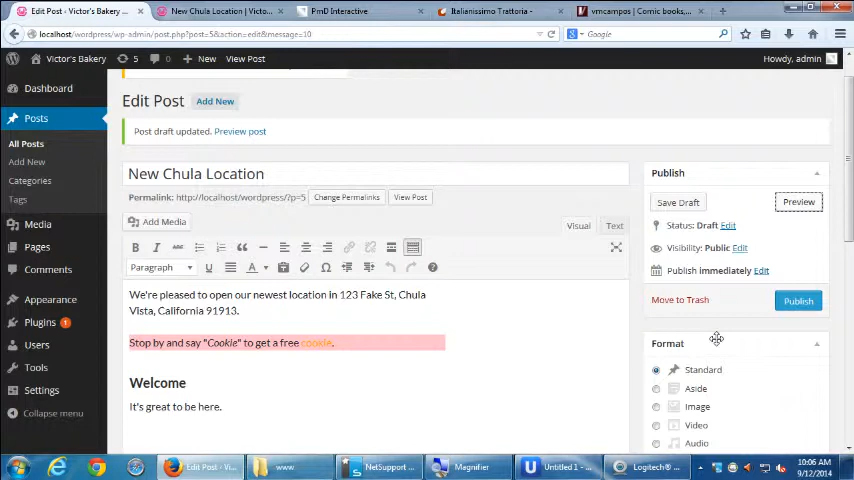 Edit Post ‹ Victor's Bakery ...
New Chula Location | Victo...
PmD Interactive
Italianissimo Trattoria -
vmcampos | Comic books,...
localhost/wordpress/wp-admin/post.php?post=5&action=edit&message=10
Google
Victor's Bakery
5
0
New
View Post
Howdy, admin
Dashboard
Posts
All Posts
Add New
Categories
Tags
Media
Pages
Comments
Appearance
Plugins 1
Users
Tools
Settings
Collapse menu
Edit Post Add New
Post draft updated. Preview post
New Chula Location
Permalink: http://localhost/wordpress/?p=5 Change Permalinks View Post
Add Media
Visual Text
B I ABC
Paragraph U A Ω
We're pleased to open our newest location in 123 Fake St, Chula
Vista, California 91913.
Stop by and say "Cookie" to get a free cookie.
Welcome
It's great to be here.
Publish
Save Draft Preview
Status: Draft Edit
Visibility: Public Edit
Publish immediately Edit
Move to Trash Publish
Format
Standard
Aside
Image
Video
Audio
Edit Post ‹ Victor's ...
www
NetSupport ...
Magnifier
Untitled 1 - ...
Logitech® ...
10:06 AM
9/12/2014